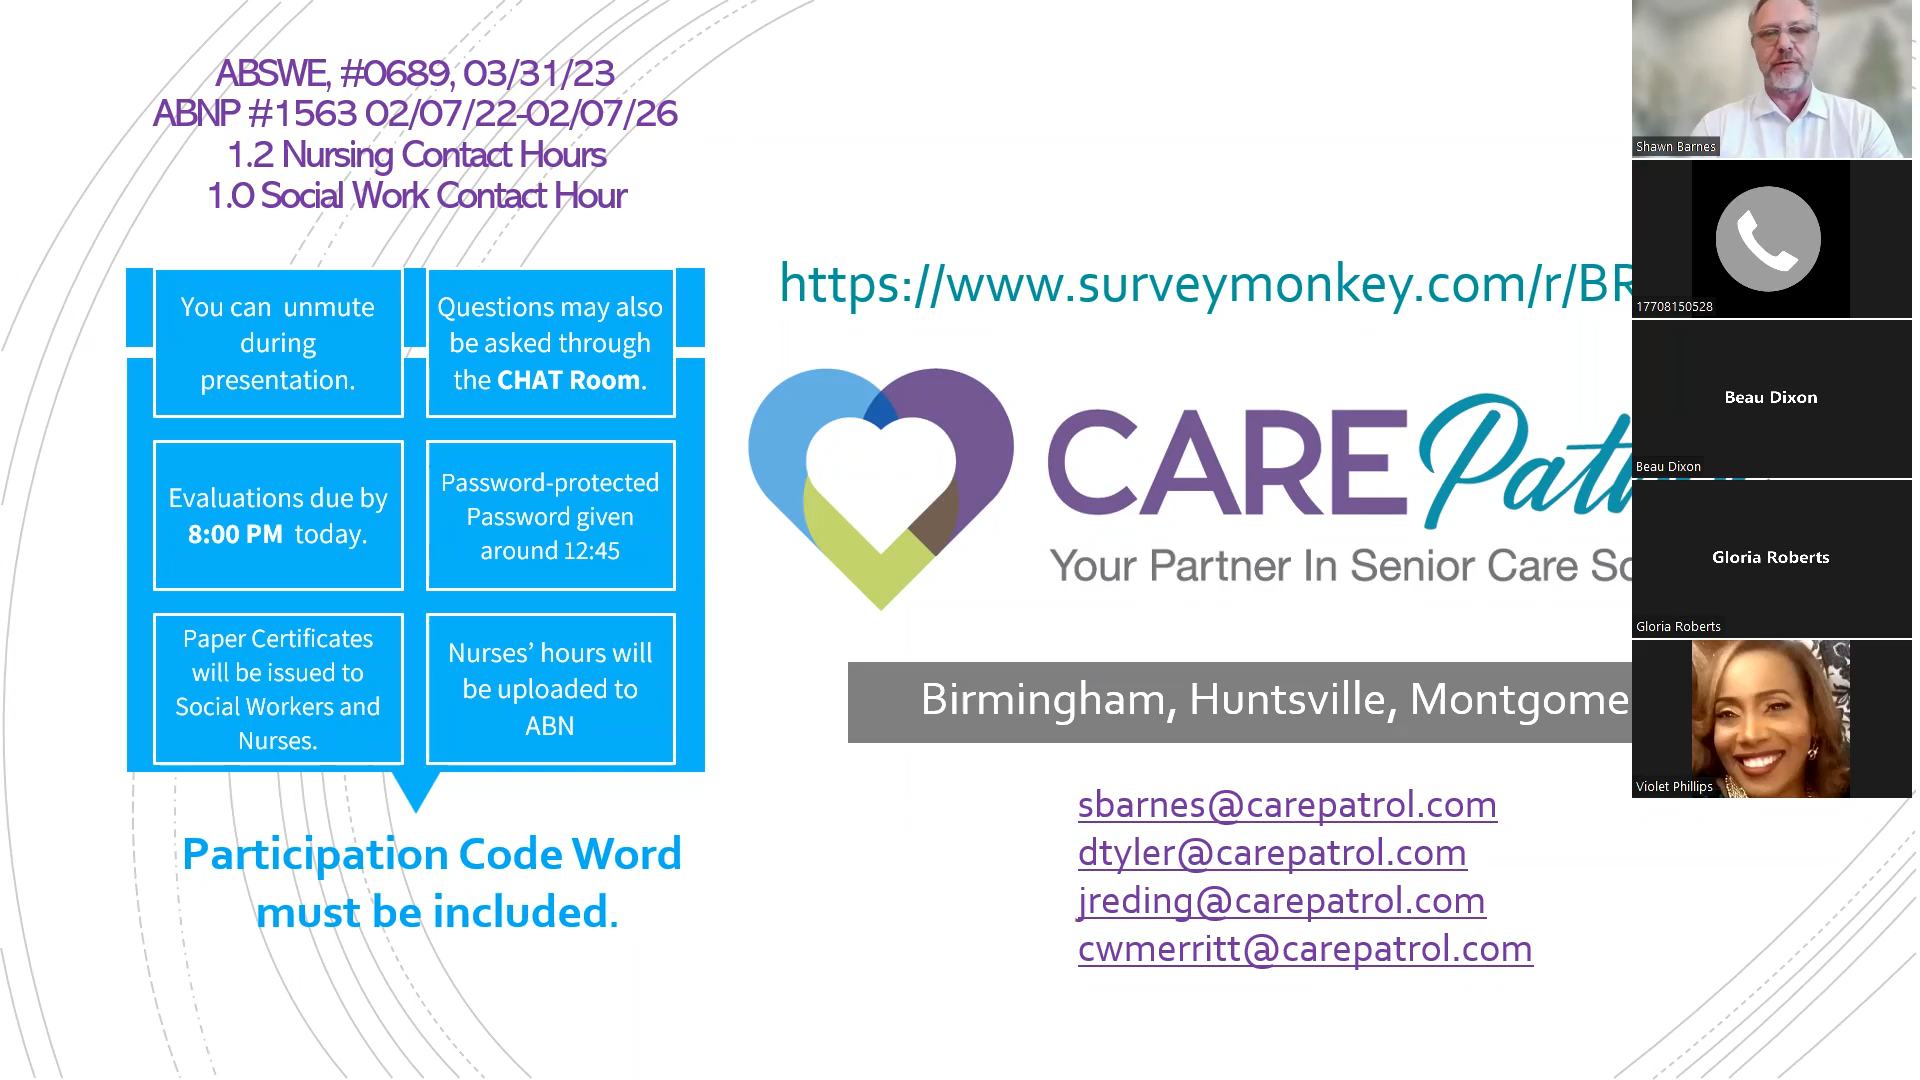 ABSWE, #0689, 03/31/23
ABNP #1563 02/07/22-02/07/26
1.2 Nursing Contact Hours
1.0 Social Work Contact Hour
You can unmute
during
presentation.
Questions may also
be asked through
the CHAT Room.
Evaluations due by
8:00 PM today.
Password-protected
Password given
around 12:45
Paper Certificates
will be issued to
Social Workers and
Nurses.
Nurses' hours will
be uploaded to
ABN
Participation Code Word
must be included.
https://www.surveymonkey.com/r/BR
CARE Pat
Your Partner In Senior Care So
Birmingham, Huntsville, Montgome
sbarnes@carepatrol.com
dtyler@carepatrol.com
jreding@carepatrol.com
cwmerritt@carepatrol.com
Shawn Barnes
17708150528
Beau Dixon
Beau Dixon
Gloria Roberts
Gloria Roberts
Violet Phillips